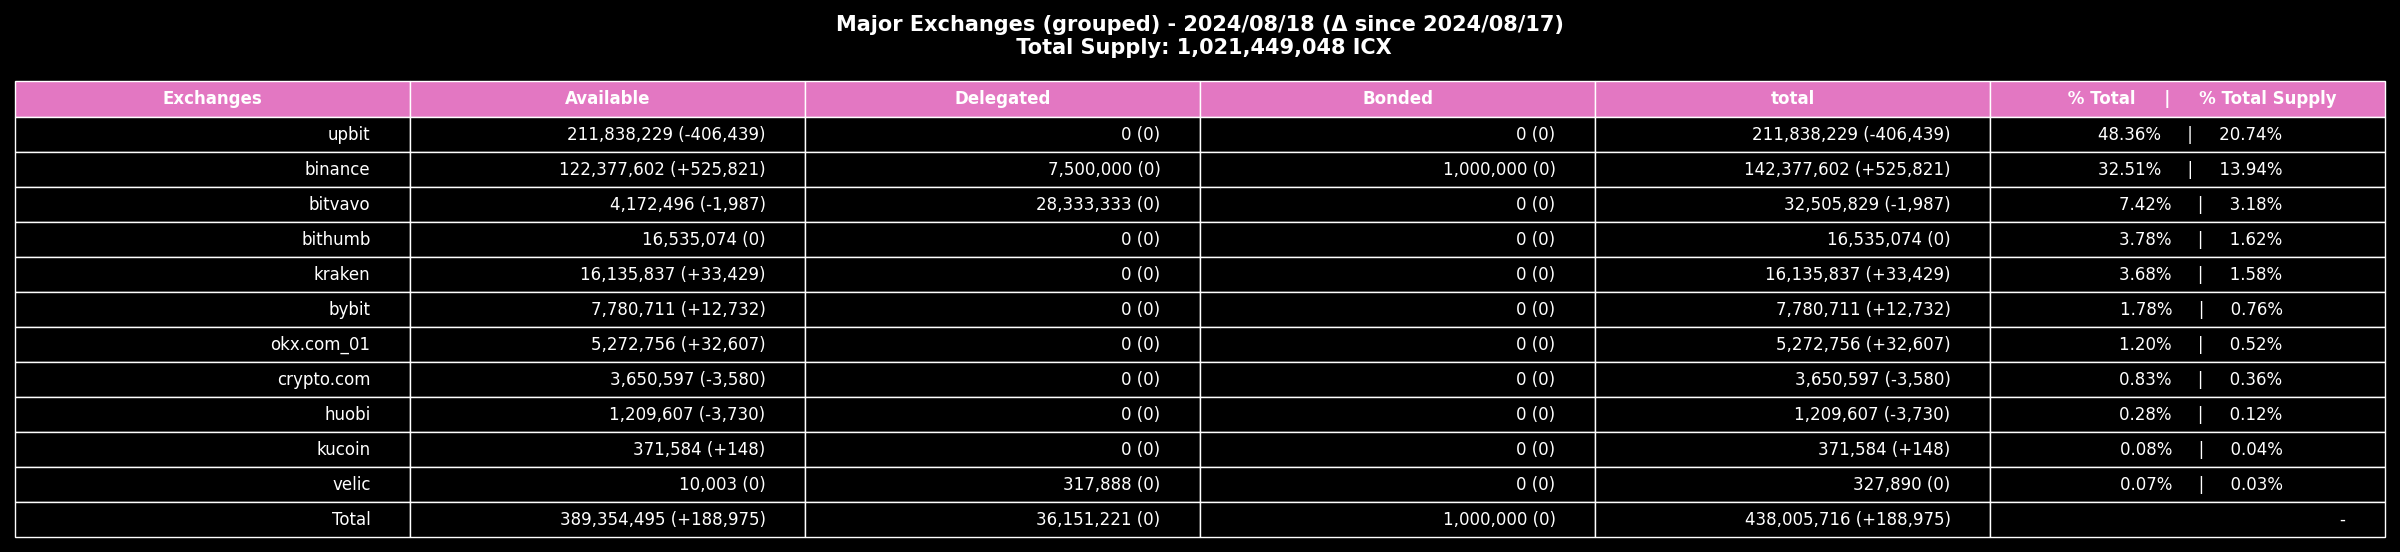 Major Exchanges (grouped) - 2024/08/18 (Δ since 2024/08/17)
Total Supply: 1,021,449,048 ICX
Exchanges Available Delegated Bonded total % Total | % Total Supply
upbit 211,838,229 (-406,439) 0 (0) 0 (0) 211,838,229 (-406,439) 48.36% | 20.74%
binance 122,377,602 (+525,821) 7,500,000 (0) 1,000,000 (0) 142,377,602 (+525,821) 32.51% | 13.94%
bitvavo 4,172,496 (-1,987) 28,333,333 (0) 0 (0) 32,505,829 (-1,987) 7.42% | 3.18%
bithumb 16,535,074 (0) 0 (0) 0 (0) 16,535,074 (0) 3.78% | 1.62%
kraken 16,135,837 (+33,429) 0 (0) 0 (0) 16,135,837 (+33,429) 3.68% | 1.58%
bybit 7,780,711 (+12,732) 0 (0) 0 (0) 7,780,711 (+12,732) 1.78% | 0.76%
okx.com_01 5,272,756 (+32,607) 0 (0) 0 (0) 5,272,756 (+32,607) 1.20% | 0.52%
crypto.com 3,650,597 (-3,580) 0 (0) 0 (0) 3,650,597 (-3,580) 0.83% | 0.36%
huobi 1,209,607 (-3,730) 0 (0) 0 (0) 1,209,607 (-3,730) 0.28% | 0.12%
kucoin 371,584 (+148) 0 (0) 0 (0) 371,584 (+148) 0.08% | 0.04%
velic 10,003 (0) 317,888 (0) 0 (0) 327,890 (0) 0.07% | 0.03%
Total 389,354,495 (+188,975) 36,151,221 (0) 1,000,000 (0) 438,005,716 (+188,975) -